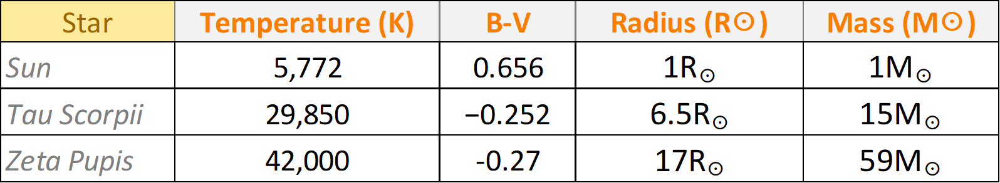 Star Temperature (K) B-V Radius (R☉) Mass (M☉)
Sun 5,772 0.656 1R☉ 1M☉
Tau Scorpii 29,850 −0.252 6.5R☉ 15M☉
Zeta Pupis 42,000 -0.27 17R☉ 59M☉